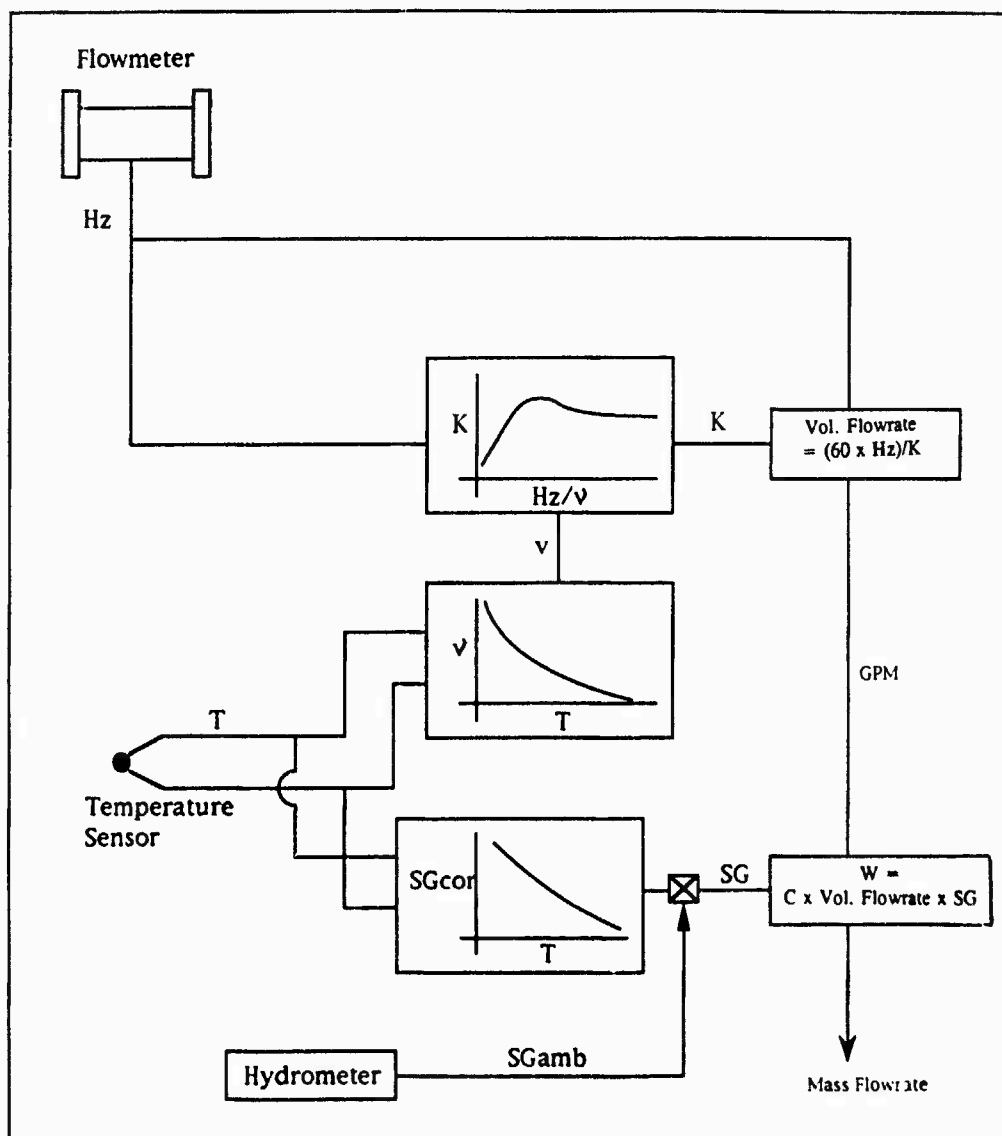 Flowmeter
Hz
K
Hz/ν
K
Vol. Flowrate
= (60 x Hz)/K
ν
ν
T
GPM
T
Temperature
Sensor
SGcor
T
SG
W =
C x Vol. Flowrate x SG
Hydrometer
SGamb
Mass Flowrate